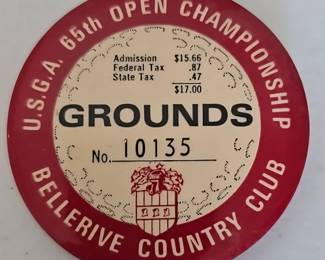 U.S.G.A. 65th OPEN CHAMPIONSHIP
Admission $15.66
Federal Tax .87
State Tax .47
$17.00
GROUNDS
No. 10135
BELLERIVE COUNTRY CLUB